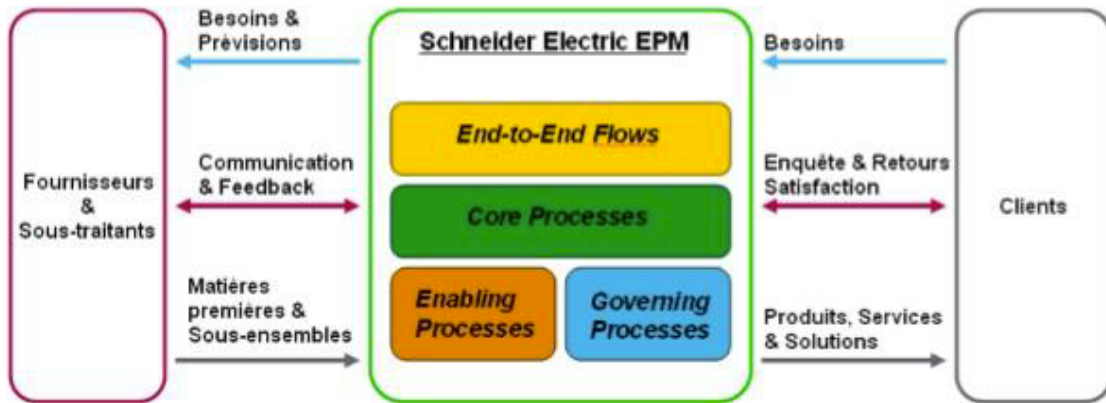 Fournisseurs
&
Sous-traitants
Besoins &
Prévisions
Communication
& Feedback
Matières
premières &
Sous-ensembles
Schneider Electric EPM
End-to-End Flows
Core Processes
Enabling
Processes
Governing
Processes
Besoins
Enquête & Retours
Satisfaction
Produits, Services
& Solutions
Clients